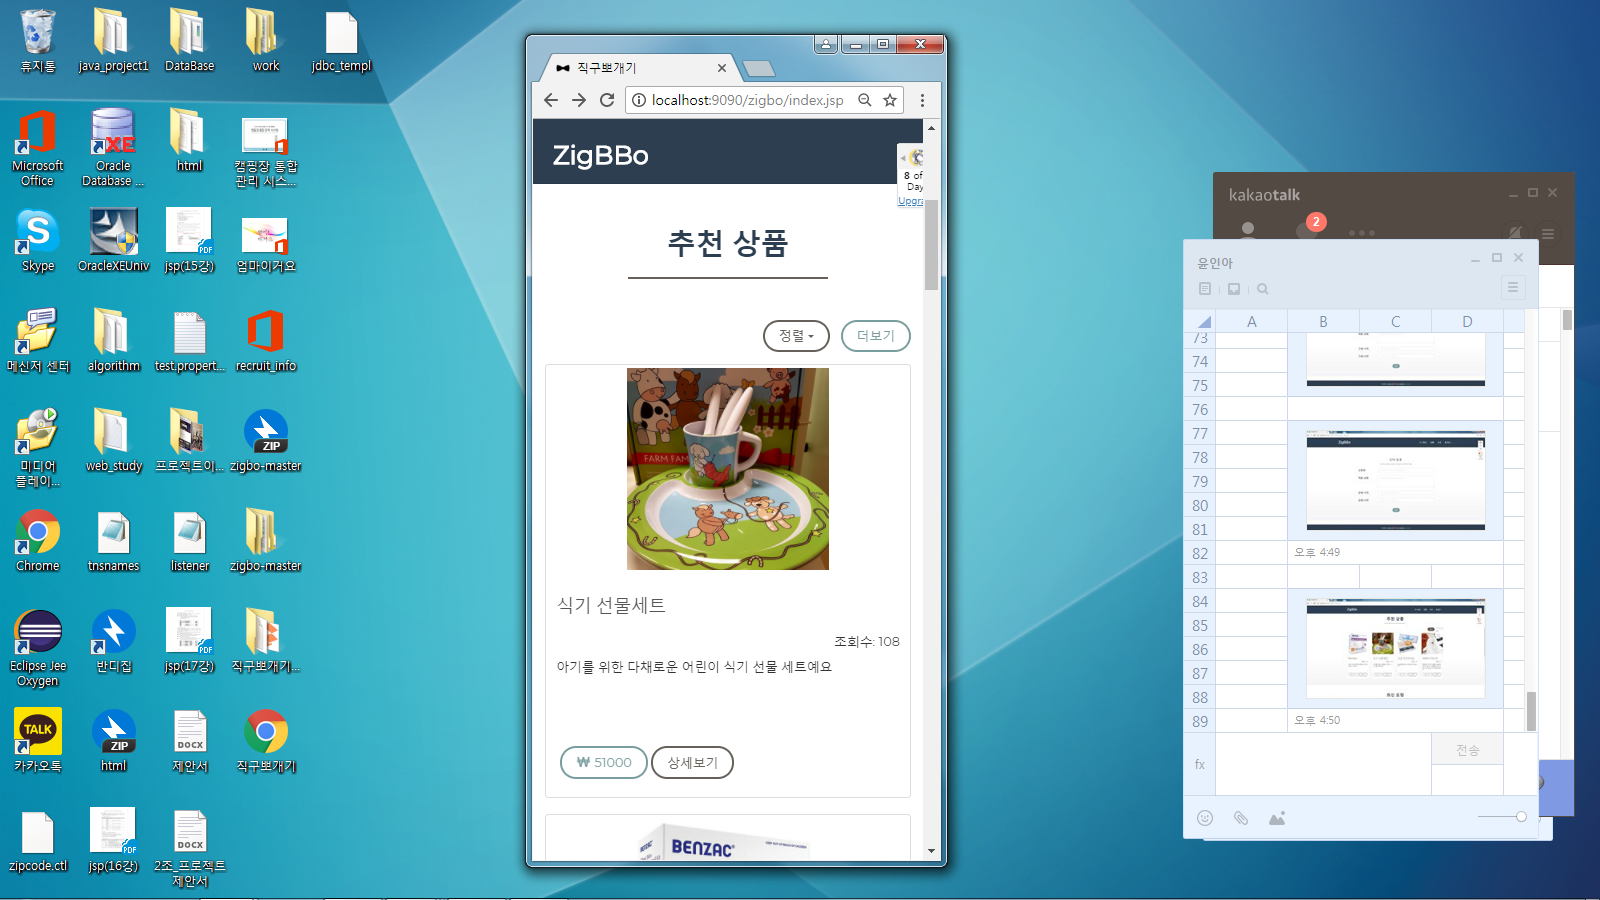 휴지통
java_project1
DataBase
work
jdbc_templ
Microsoft
Office
Oracle
Database ...
html
캠핑장 통합
관리 시스...
Skype
OracleXEUniv
jsp(15강)
엄마이거요
메신저 센터
algorithm
test.propert...
recruit_info
미디어
플레이...
web_study
프로젝트이...
zigbo-master
Chrome
tnsnames
listener
zigbo-master
Eclipse Jee
Oxygen
반디집
jsp(17강)
직구뽀개기...
카카오톡
html
제안서
직구뽀개기
zipcode.ctl
jsp(16강)
2조_프로젝트
제안서
직구뽀개기
localhost:9090/zigbo/index.jsp
ZigBBo
8 of
Day
Upgra
추천 상품
정렬
더보기
FARM FAM
식기 선물세트
조회수: 108
아기를 위한 다채로운 어린이 식기 선물 세트예요
₩ 51000
상세보기
BENZAC
kakaotalk
2
윤인아
A B C D
73
74
75
76
77
78
79
80
81
82 오후 4:49
83
84
85
86
87
88
89 오후 4:50
fx
전송